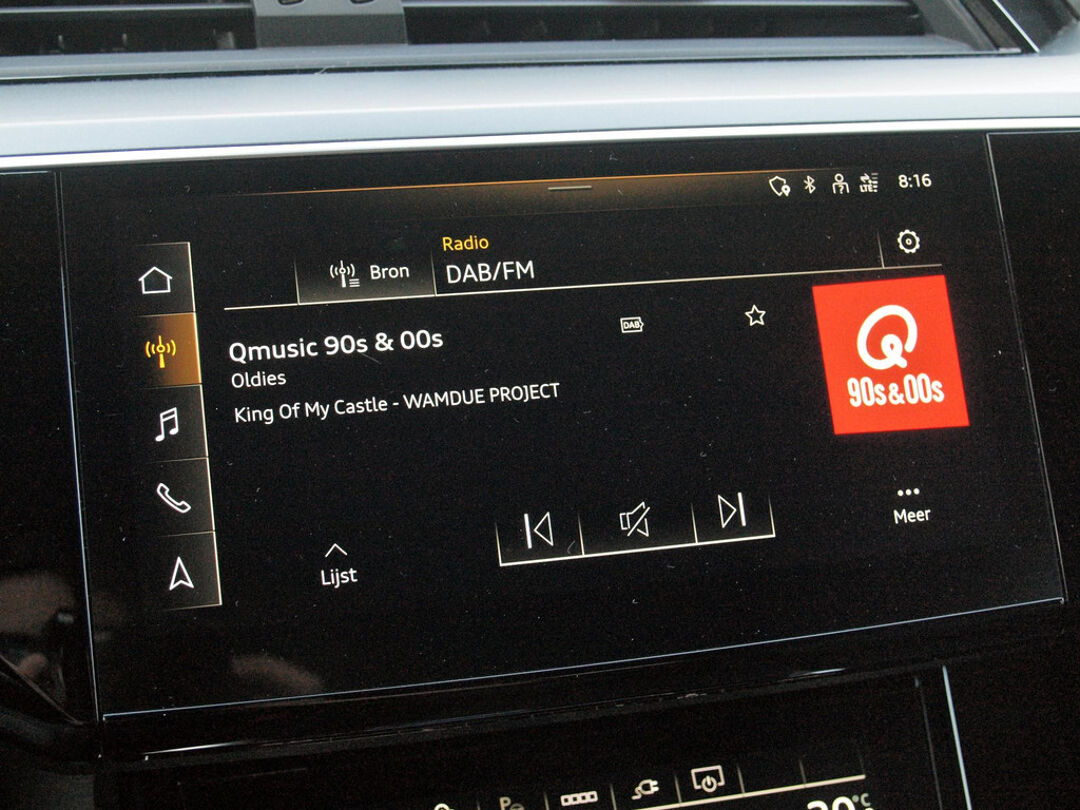 LTE
8:16
Radio
Bron
DAB/FM
Qmusic 90s & 00s
DAB
Oldies
King Of My Castle - WAMDUE PROJECT
Q
90s&00s
Meer
Lijst
P
°C